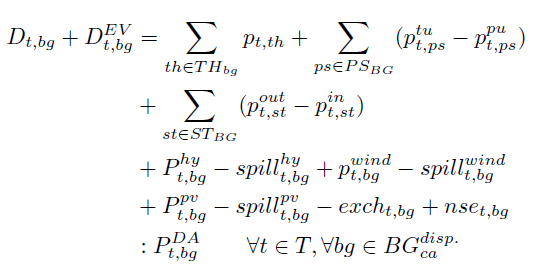 D_{t,bg} + D^{EV}_{t,bg} = \sum_{th \in TH_{bg}} p_{t,th} + \sum_{ps \in PS_{BG}} (p^{tu}_{t,ps} - p^{pu}_{t,ps})
+ \sum_{st \in ST_{BG}} (p^{out}_{t,st} - p^{in}_{t,st})
+ P^{hy}_{t,bg} - spill^{hy}_{t,bg} + p^{wind}_{t,bg} - spill^{wind}_{t,bg}
+ P^{pv}_{t,bg} - spill^{pv}_{t,bg} - exch_{t,bg} + nse_{t,bg}
: P^{DA}_{t,bg} \quad \forall t \in T, \forall bg \in BG^{disp.}_{ca}